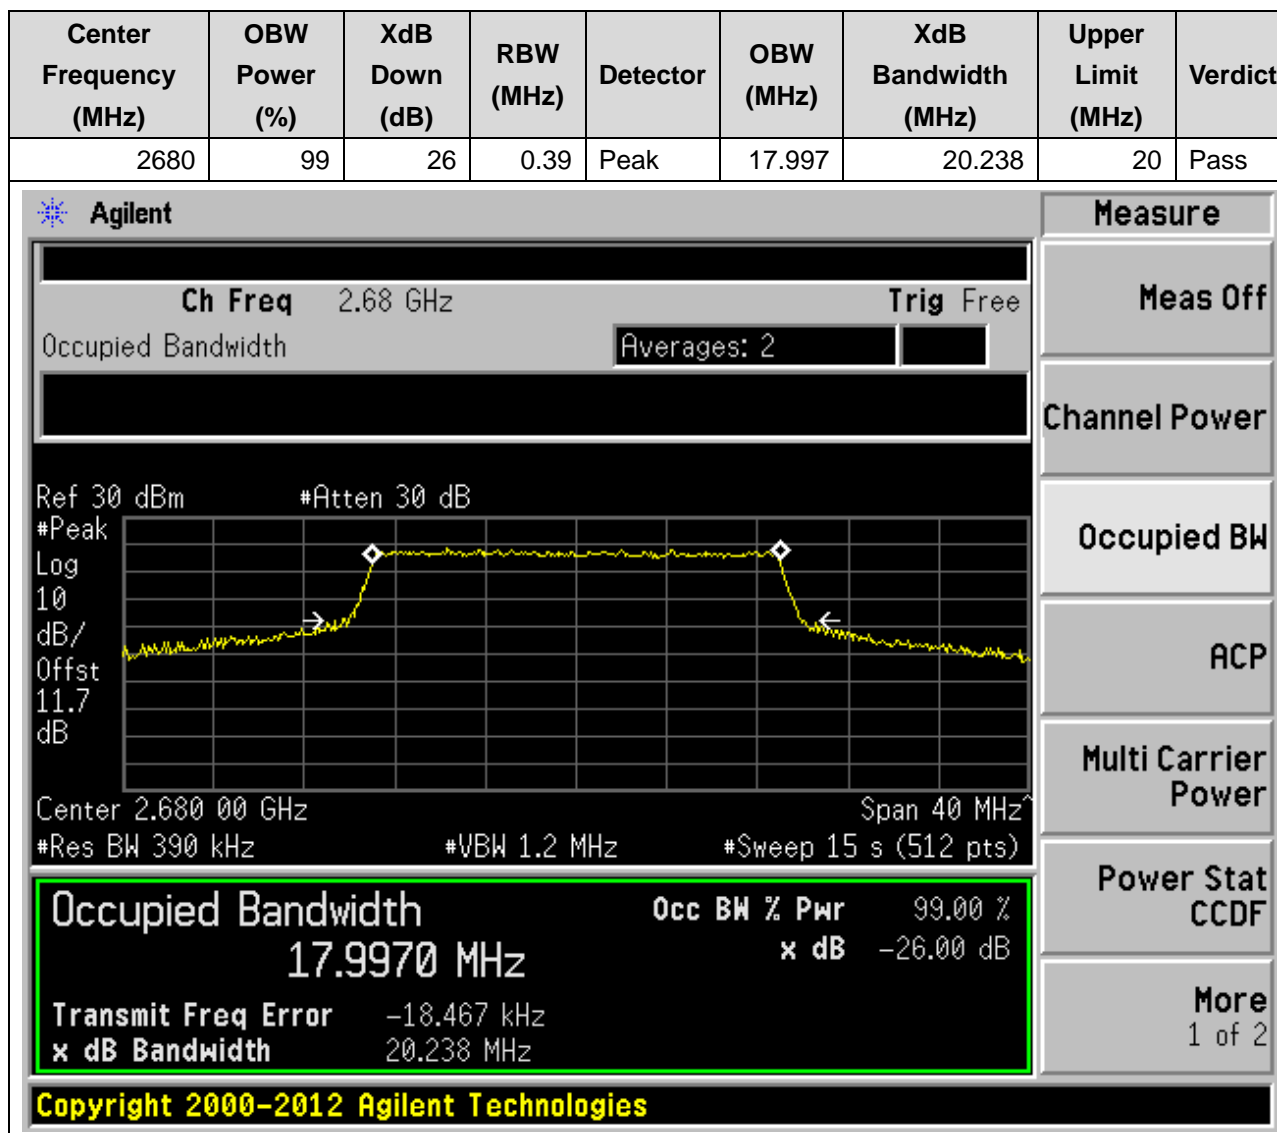 Center Frequency (MHz) OBW Power (%) XdB Down (dB) RBW (MHz) Detector OBW (MHz) XdB Bandwidth (MHz) Upper Limit (MHz) Verdict
2680 99 26 0.39 Peak 17.997 20.238 20 Pass
Agilent
Measure
Ch Freq 2.68 GHz Trig Free
Meas Off
Occupied Bandwidth Averages: 2
Channel Power
Ref 30 dBm #Atten 30 dB
#Peak
Log
10
dB/
Offst
11.7
dB
Occupied BW
ACP
Multi Carrier
Power
Center 2.680 00 GHz Span 40 MHz^
#Res BW 390 kHz #VBW 1.2 MHz #Sweep 15 s (512 pts)
Power Stat
CCDF
Occupied Bandwidth Occ BW % Pwr 99.00 %
17.9970 MHz x dB -26.00 dB
Transmit Freq Error -18.467 kHz
x dB Bandwidth 20.238 MHz
More
1 of 2
Copyright 2000-2012 Agilent Technologies